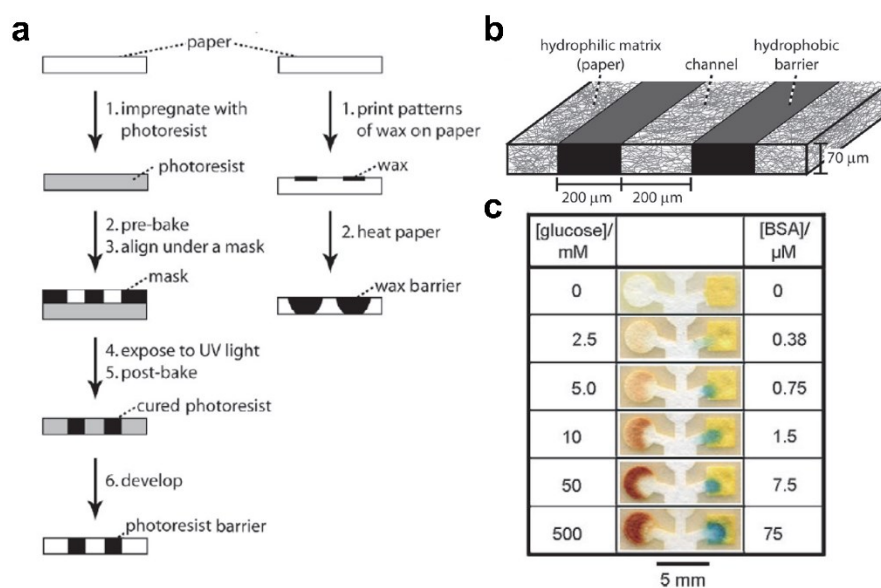 a
paper
1. impregnate with
photoresist
photoresist
2. pre-bake
3. align under a mask
mask
4. expose to UV light
5. post-bake
cured photoresist
6. develop
photoresist barrier
1. print patterns
of wax on paper
wax
2. heat paper
wax barrier
b
hydrophilic matrix
(paper)
channel
hydrophobic
barrier
70 μm
200 μm
200 μm
c
[glucose]/
mM
[BSA]/
μM
0
0
2.5
0.38
5.0
0.75
10
1.5
50
7.5
500
75
5 mm